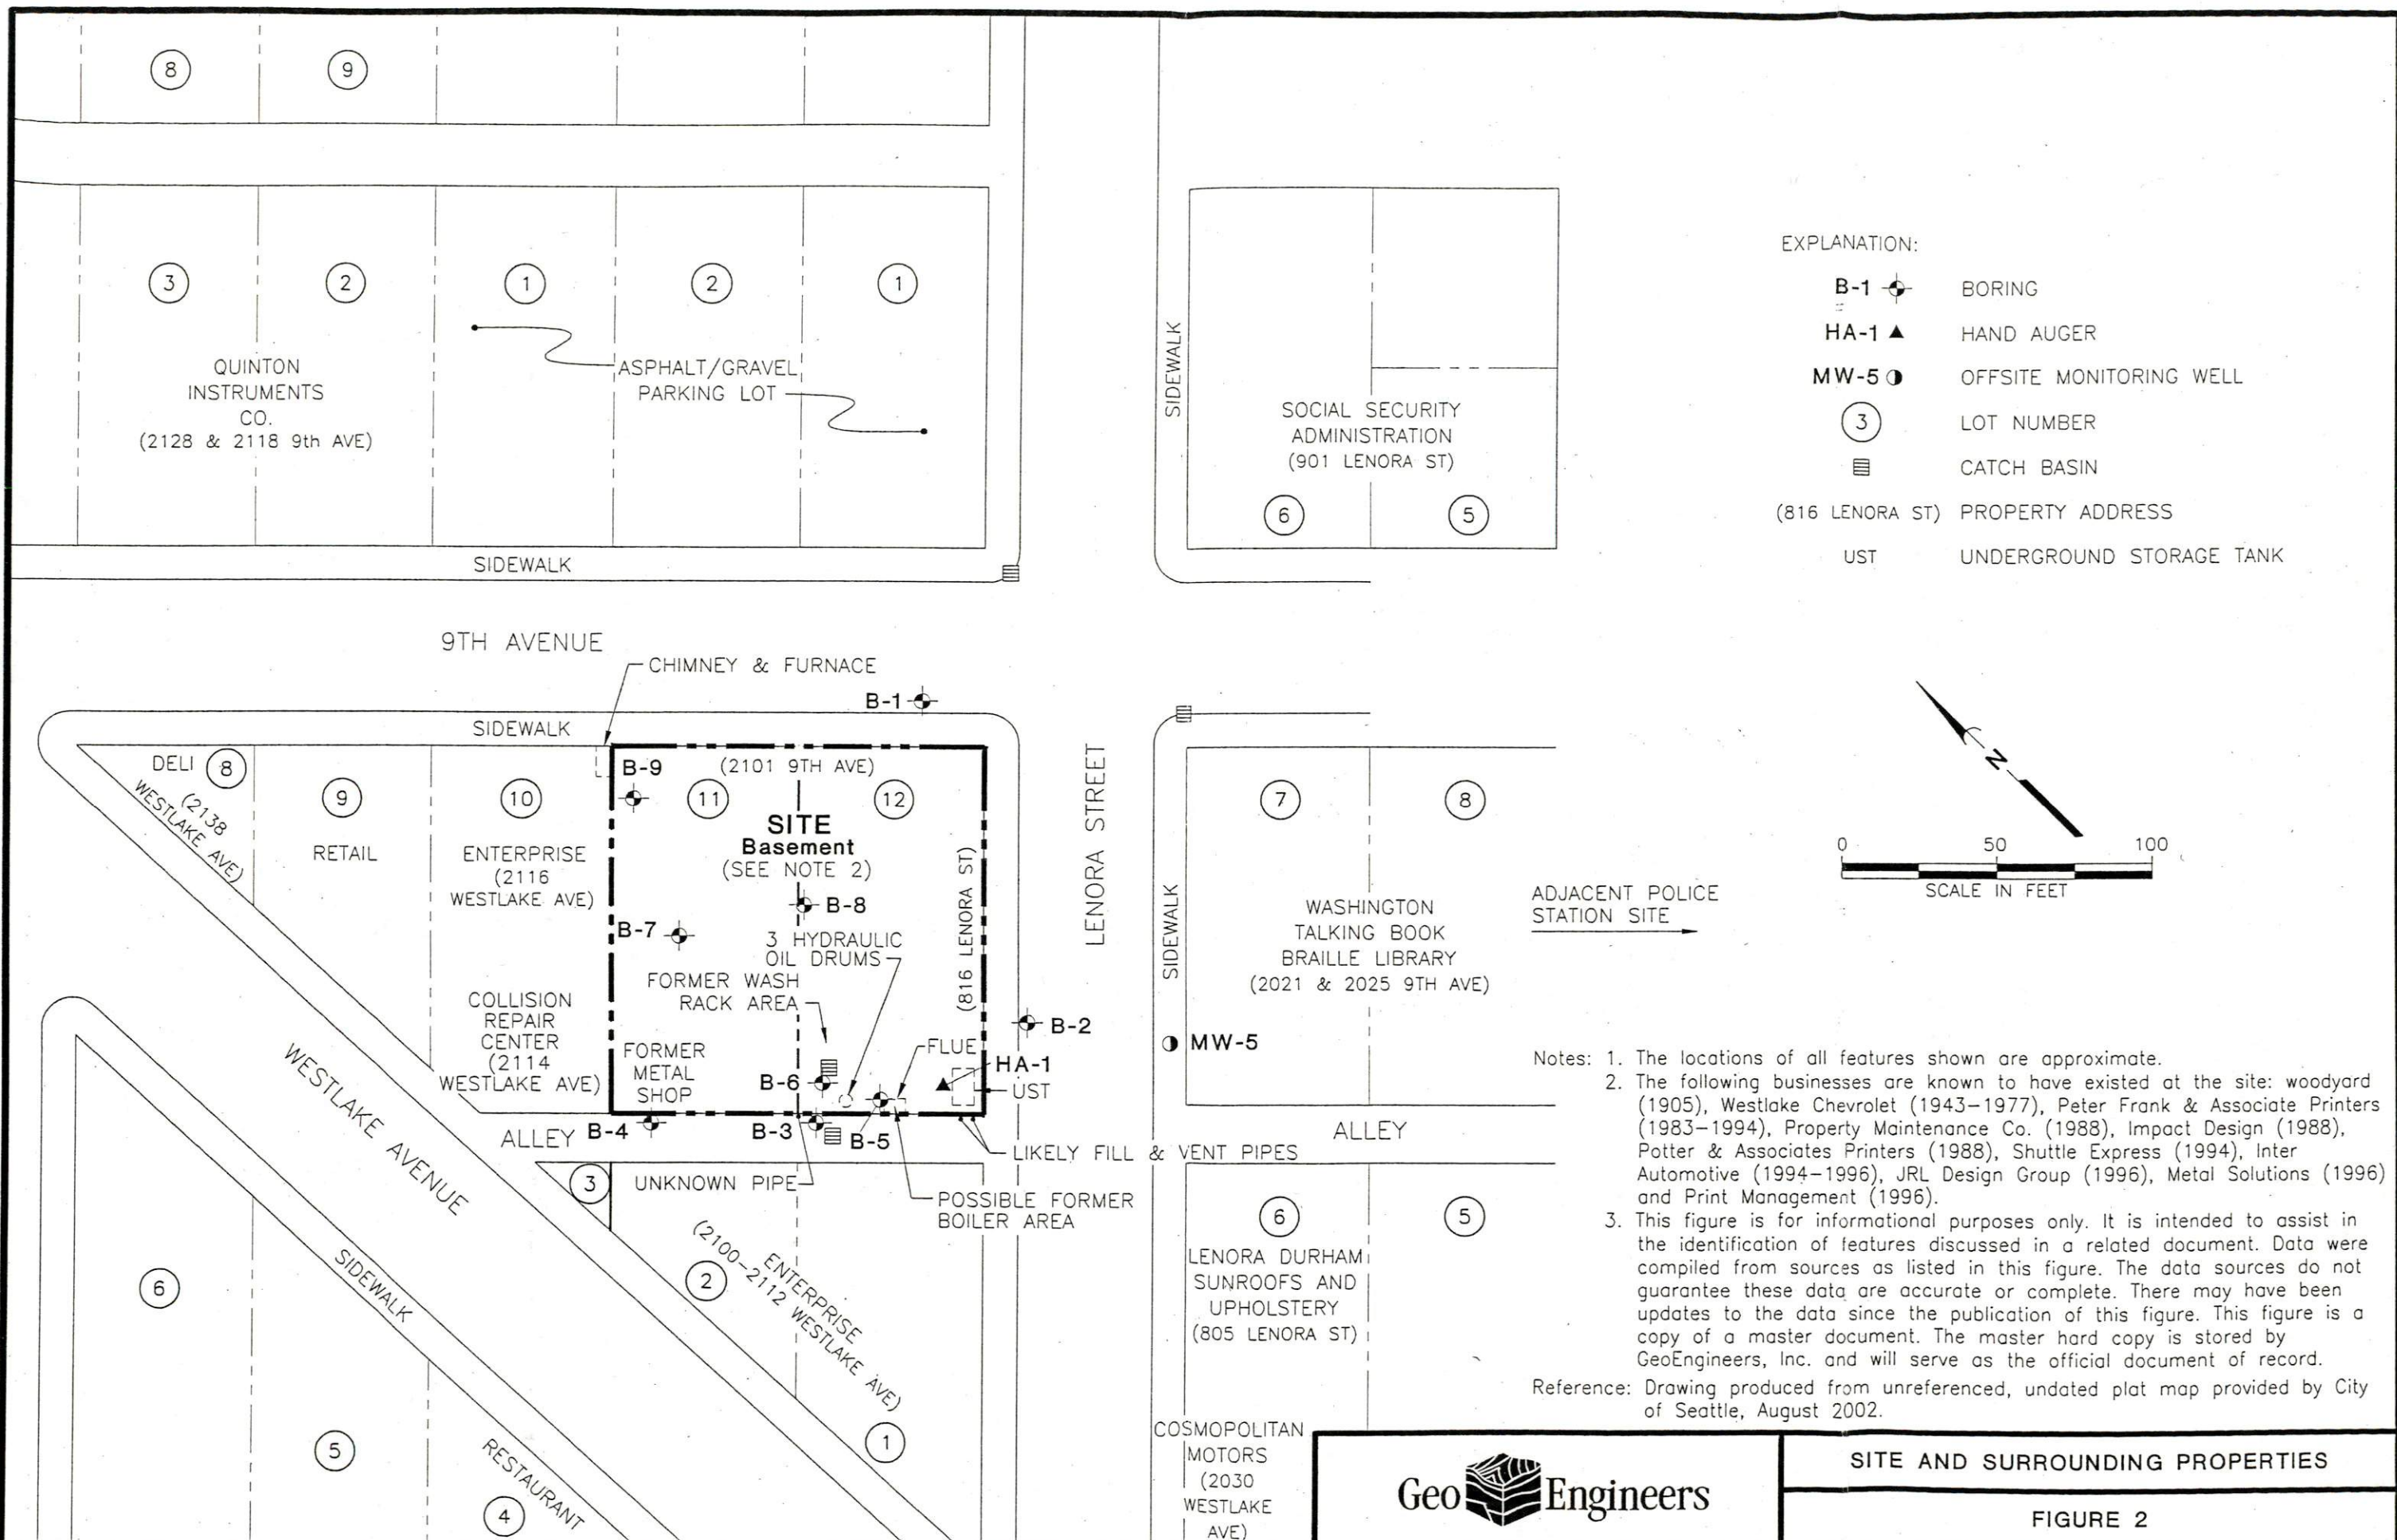 8
9
3
2
1
2
1
QUINTON
INSTRUMENTS
CO.
(2128 & 2118 9th AVE)
ASPHALT/GRAVEL
PARKING LOT
SIDEWALK
SIDEWALK
SOCIAL SECURITY
ADMINISTRATION
(901 LENORA ST)
6
5
EXPLANATION:
B-1 BORING
HA-1 HAND AUGER
MW-5 OFFSITE MONITORING WELL
3 LOT NUMBER
CATCH BASIN
(816 LENORA ST) PROPERTY ADDRESS
UST UNDERGROUND STORAGE TANK
9TH AVENUE
CHIMNEY & FURNACE
B-1
SIDEWALK
DELI
8
(2138
WESTLAKE AVE)
9
RETAIL
10
ENTERPRISE
(2116
WESTLAKE AVE)
COLLISION
REPAIR
CENTER
(2114
WESTLAKE AVE)
B-9
(2101 9TH AVE)
11
12
SITE
Basement
(SEE NOTE 2)
B-8
B-7
3 HYDRAULIC
OIL DRUMS
FORMER WASH
RACK AREA
(816 LENORA ST)
FORMER
METAL
SHOP
B-6
FLUE
HA-1
UST
B-2
LENORA STREET
SIDEWALK
MW-5
7
8
WASHINGTON
TALKING BOOK
BRAILLE LIBRARY
(2021 & 2025 9TH AVE)
ADJACENT POLICE
STATION SITE
N
0 50 100
SCALE IN FEET
ALLEY
B-4
B-3
B-5
LIKELY FILL & VENT PIPES
ALLEY
UNKNOWN PIPE
POSSIBLE FORMER
BOILER AREA
WESTLAKE AVENUE
SIDEWALK
3
2
ENTERPRISE
(2100-2112 WESTLAKE AVE)
1
6
5
RESTAURANT
4
6
5
LENORA DURHAM
SUNROOFS AND
UPHOLSTERY
(805 LENORA ST)
COSMOPOLITAN
MOTORS
(2030
WESTLAKE
AVE)
Notes: 1. The locations of all features shown are approximate.
2. The following businesses are known to have existed at the site: woodyard
(1905), Westlake Chevrolet (1943-1977), Peter Frank & Associate Printers
(1983-1994), Property Maintenance Co. (1988), Impact Design (1988),
Potter & Associates Printers (1988), Shuttle Express (1994), Inter
Automotive (1994-1996), JRL Design Group (1996), Metal Solutions (1996)
and Print Management (1996).
3. This figure is for informational purposes only. It is intended to assist in
the identification of features discussed in a related document. Data were
compiled from sources as listed in this figure. The data sources do not
guarantee these data are accurate or complete. There may have been
updates to the data since the publication of this figure. This figure is a
copy of a master document. The master hard copy is stored by
GeoEngineers, Inc. and will serve as the official document of record.
Reference: Drawing produced from unreferenced, undated plat map provided by City
of Seattle, August 2002.
Geo Engineers
SITE AND SURROUNDING PROPERTIES
FIGURE 2